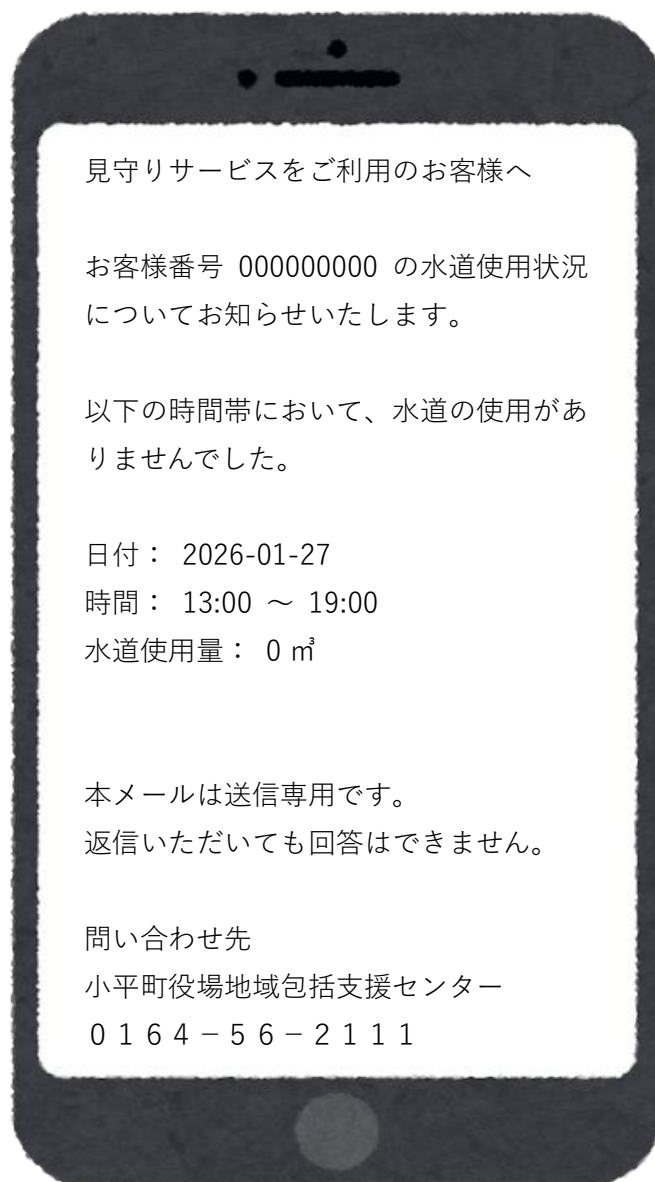 見守りサービスをご利用のお客様へ
お客様番号 000000000 の水道使用状況
についてお知らせいたします。
以下の時間帯において、水道の使用があ
りませんでした。
日付： 2026-01-27
時間： 13:00 ～ 19:00
水道使用量： 0 ㎥
本メールは送信専用です。
返信いただいても回答はできません。
問い合わせ先
小平町役場地域包括支援センター
０１６４－５６－２１１１